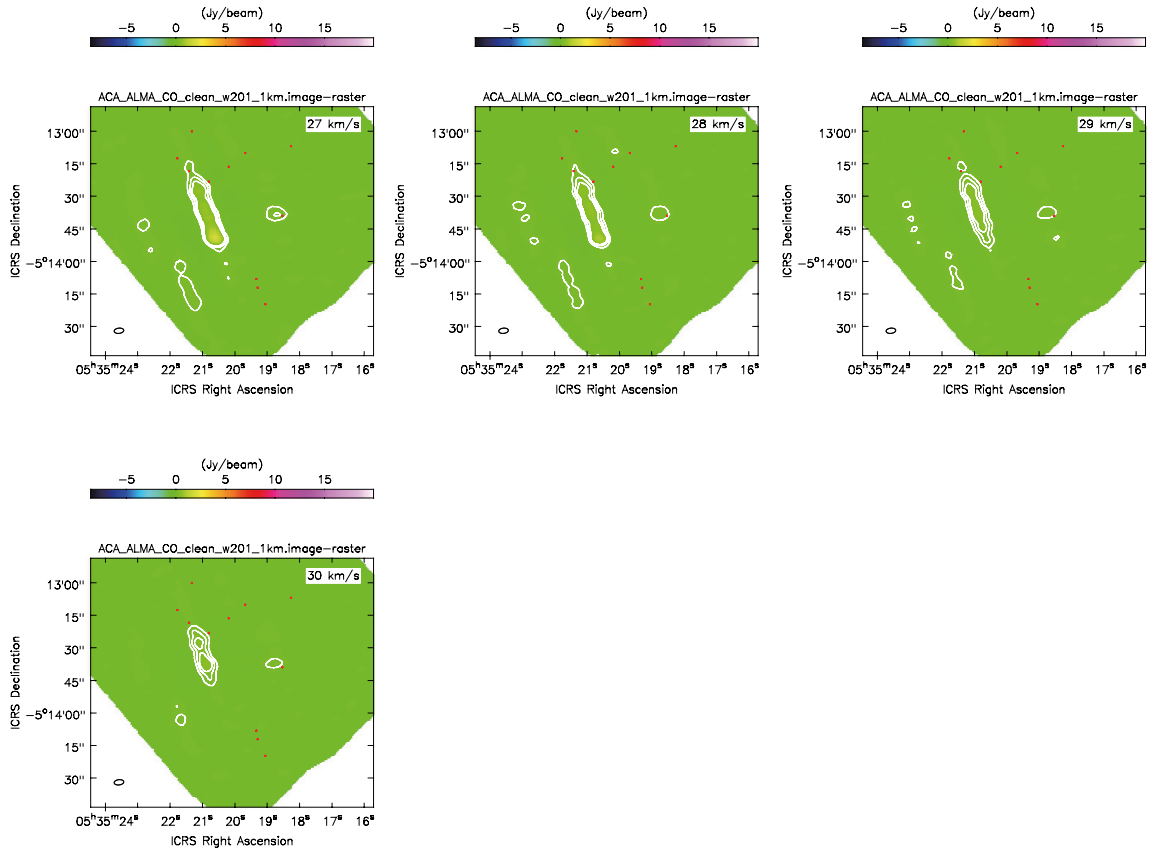 (Jy/beam)
−5 0 5 10 15
ACA_ALMA_CO_clean_w201_1km.image-raster
27 km/s
13'00"
15"
30"
45"
−5°14'00"
15"
30"
ICRS Declination
05ʰ35ᵐ24ˢ 22ˢ 21ˢ 20ˢ 19ˢ 18ˢ 17ˢ 16ˢ
ICRS Right Ascension
(Jy/beam)
−5 0 5 10 15
ACA_ALMA_CO_clean_w201_1km.image-raster
28 km/s
13'00"
15"
30"
45"
−5°14'00"
15"
30"
ICRS Declination
05ʰ35ᵐ24ˢ 22ˢ 21ˢ 20ˢ 19ˢ 18ˢ 17ˢ 16ˢ
ICRS Right Ascension
(Jy/beam)
−5 0 5 10 15
ACA_ALMA_CO_clean_w201_1km.image-raster
29 km/s
13'00"
15"
30"
45"
−5°14'00"
15"
30"
ICRS Declination
05ʰ35ᵐ24ˢ 22ˢ 21ˢ 20ˢ 19ˢ 18ˢ 17ˢ 16ˢ
ICRS Right Ascension
(Jy/beam)
−5 0 5 10 15
ACA_ALMA_CO_clean_w201_1km.image-raster
30 km/s
13'00"
15"
30"
45"
−5°14'00"
15"
30"
ICRS Declination
05ʰ35ᵐ24ˢ 22ˢ 21ˢ 20ˢ 19ˢ 18ˢ 17ˢ 16ˢ
ICRS Right Ascension